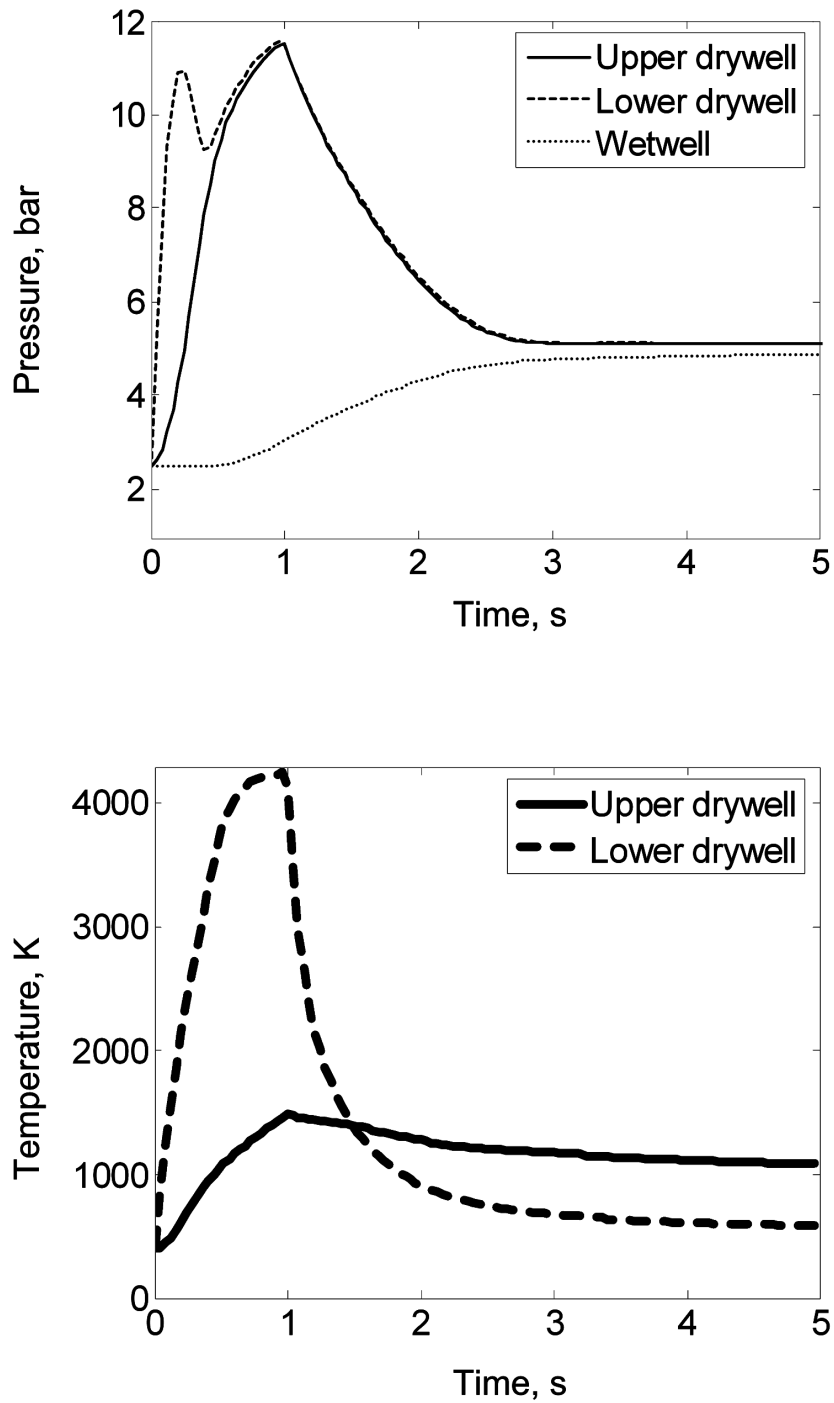 12
10
8
6
4
2
Pressure, bar
Upper drywell
Lower drywell
Wetwell
0 1 2 3 4 5
Time, s
4000
3000
2000
1000
0
Temperature, K
Upper drywell
Lower drywell
0 1 2 3 4 5
Time, s